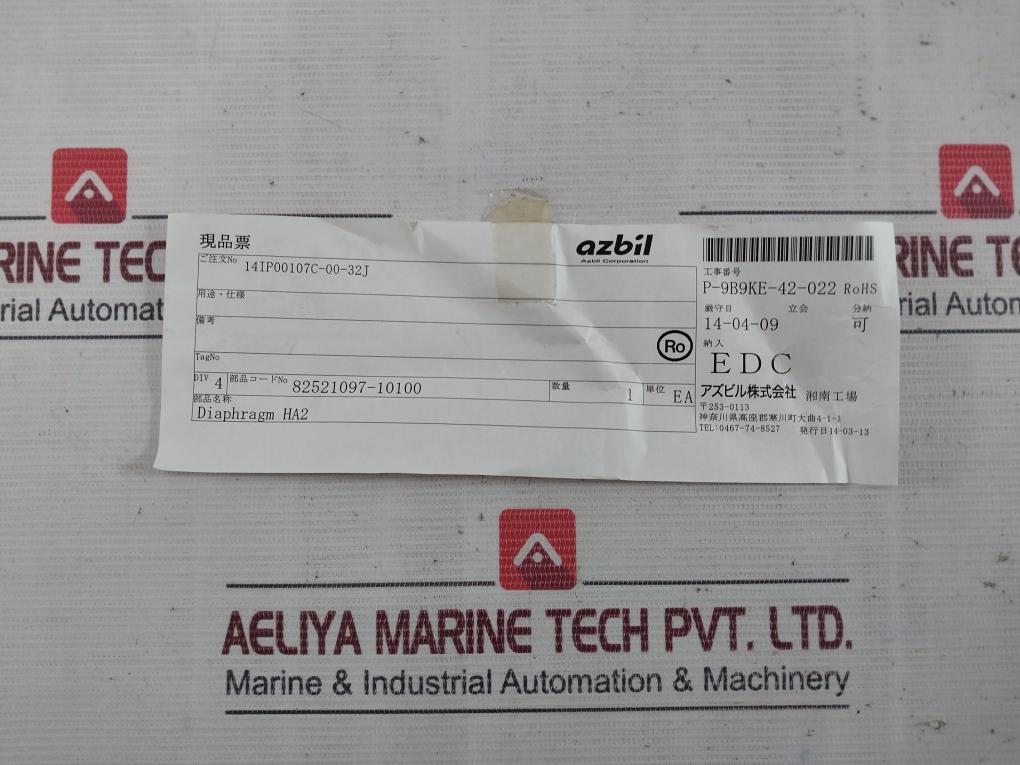 現品票
azbil
Azbil Corporation
ご注文No 14IP00107C-00-32J
用途・仕様
備考
Ro
TagNo
DIV 4 部品コードNo 82521097-10100 数量 1 単位 EA
部品名称
Diaphragm HA2
工事番号
P-9B9KE-42-022 RoHS
厳守日 立会 分納
14-04-09 可
納入
EDC
アズビル株式会社 湘南工場
〒253-0113
神奈川県高座郡寒川町大曲4-1-1
TEL:0467-74-8527 発行日14-03-13
RINE TEC
rial Automat
ARINE TE
rial Automa
AELIYA MARINE TECH PVT. LTD.
Marine & Industrial Automation & Machinery